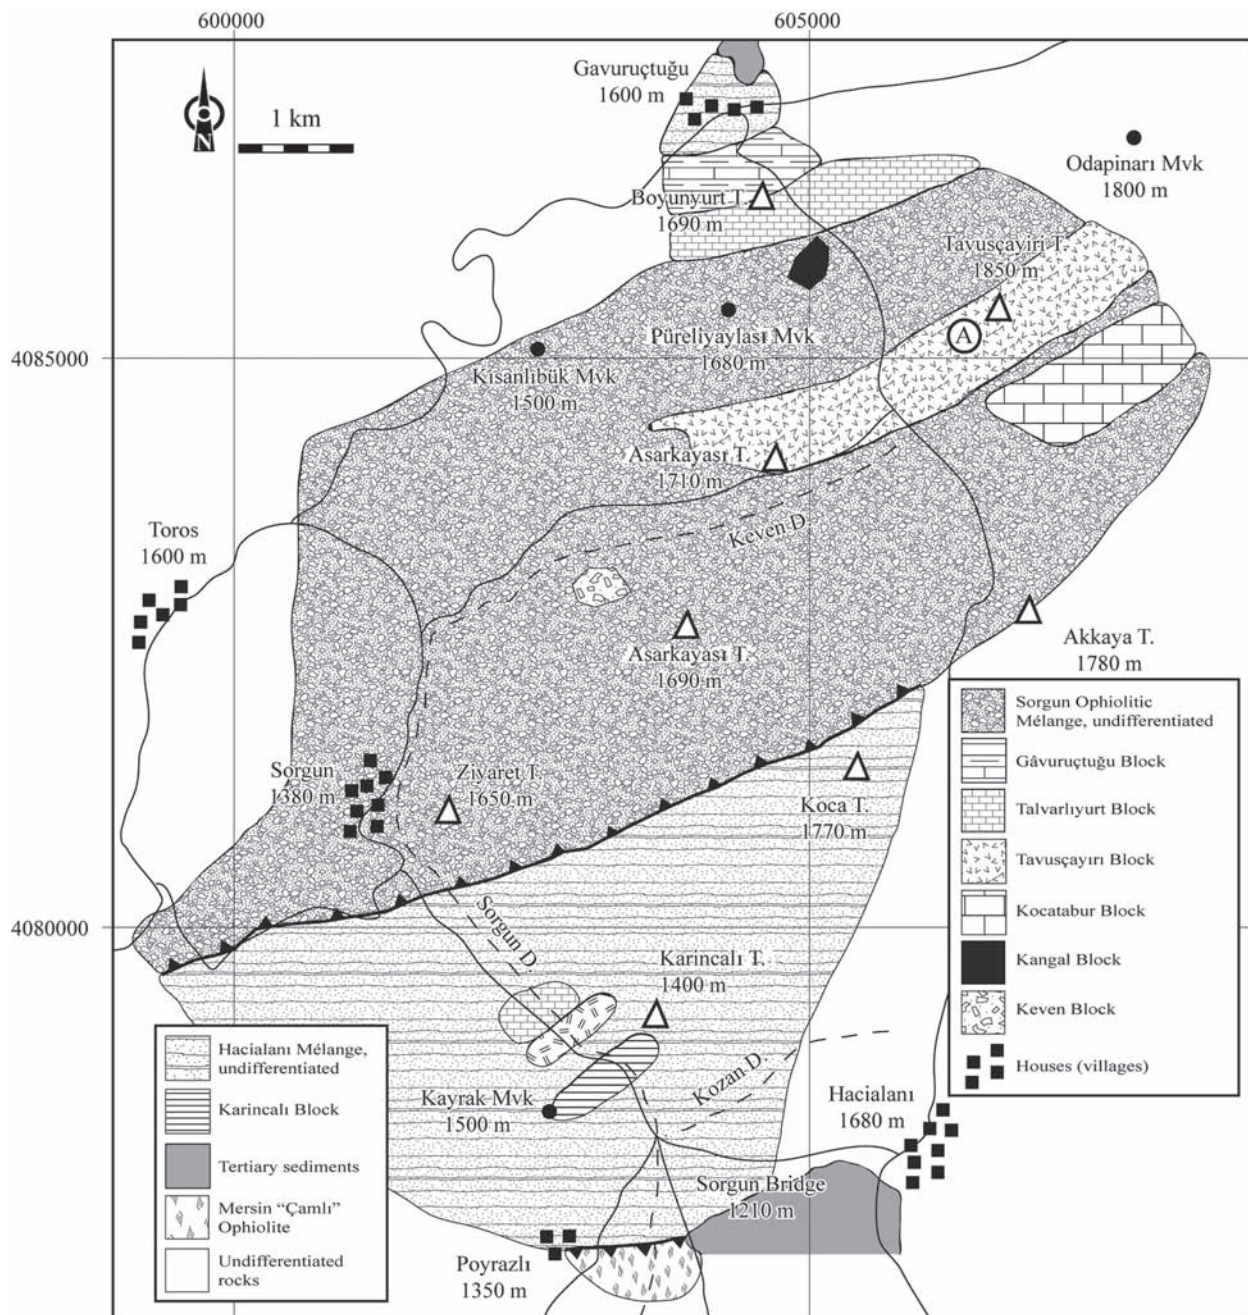 600000
605000
Gavuruçtuğu
1600 m
N
1 km
Odapinarı Mvk
1800 m
Boyunyurt T.
1690 m
Tavusçayiri T.
1850 m
A
4085000
Püreliyaylası Mvk
1680 m
Kısanlıbük Mvk
1500 m
Asarkayası T.
1710 m
Keven D.
Toros
1600 m
Asarkayası T.
1690 m
Akkaya T.
1780 m
Sorgun
1380 m
Ziyaret T.
1650 m
Koca T.
1770 m
Sorgun Ophiolitic
Mélange, undifferentiated
Gâvuruçtuğu Block
Talvarlıyurt Block
Tavusçayırı Block
Kocatabur Block
Kangal Block
Keven Block
Houses (villages)
4080000
Sorgun D.
Karincalı T.
1400 m
Kozan D.
Kayrak Mvk
1500 m
Hacialanı
1680 m
Sorgun Bridge
1210 m
Poyrazlı
1350 m
Hacialanı Mélange,
undifferentiated
Karincalı Block
Tertiary sediments
Mersin “Çamlı”
Ophiolite
Undifferentiated
rocks